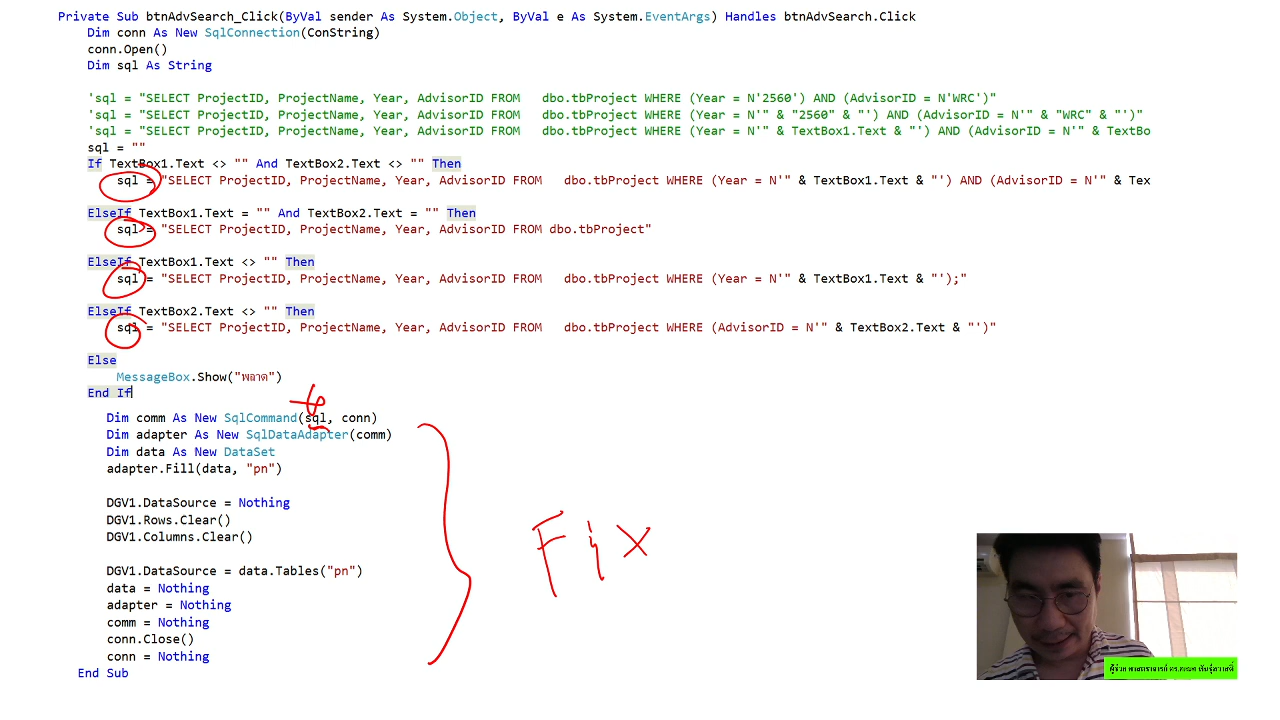 Private Sub btnAdvSearch_Click(ByVal sender As System.Object, ByVal e As System.EventArgs) Handles btnAdvSearch.Click
Dim conn As New SqlConnection(ConString)
conn.Open()
Dim sql As String
'sql = "SELECT ProjectID, ProjectName, Year, AdvisorID FROM   dbo.tbProject WHERE (Year = N'2560') AND (AdvisorID = N'WRC')"
'sql = "SELECT ProjectID, ProjectName, Year, AdvisorID FROM   dbo.tbProject WHERE (Year = N'" & "2560" & "') AND (AdvisorID = N'" & "WRC" & "')"
'sql = "SELECT ProjectID, ProjectName, Year, AdvisorID FROM   dbo.tbProject WHERE (Year = N'" & TextBox1.Text & "') AND (AdvisorID = N'" & TextBo
sql = ""
If TextBox1.Text <> "" And TextBox2.Text <> "" Then
sql = "SELECT ProjectID, ProjectName, Year, AdvisorID FROM   dbo.tbProject WHERE (Year = N'" & TextBox1.Text & "') AND (AdvisorID = N'" & Tex
ElseIf TextBox1.Text = "" And TextBox2.Text = "" Then
sql = "SELECT ProjectID, ProjectName, Year, AdvisorID FROM dbo.tbProject"
ElseIf TextBox1.Text <> "" Then
sql = "SELECT ProjectID, ProjectName, Year, AdvisorID FROM   dbo.tbProject WHERE (Year = N'" & TextBox1.Text & "');"
ElseIf TextBox2.Text <> "" Then
sql = "SELECT ProjectID, ProjectName, Year, AdvisorID FROM   dbo.tbProject WHERE (AdvisorID = N'" & TextBox2.Text & "')"
Else
MessageBox.Show("พลาด")
End If
Dim comm As New SqlCommand(sql, conn)
Dim adapter As New SqlDataAdapter(comm)
Dim data As New DataSet
adapter.Fill(data, "pn")
DGV1.DataSource = Nothing
DGV1.Rows.Clear()
DGV1.Columns.Clear()
Fix
DGV1.DataSource = data.Tables("pn")
data = Nothing
adapter = Nothing
comm = Nothing
conn.Close()
conn = Nothing
End Sub